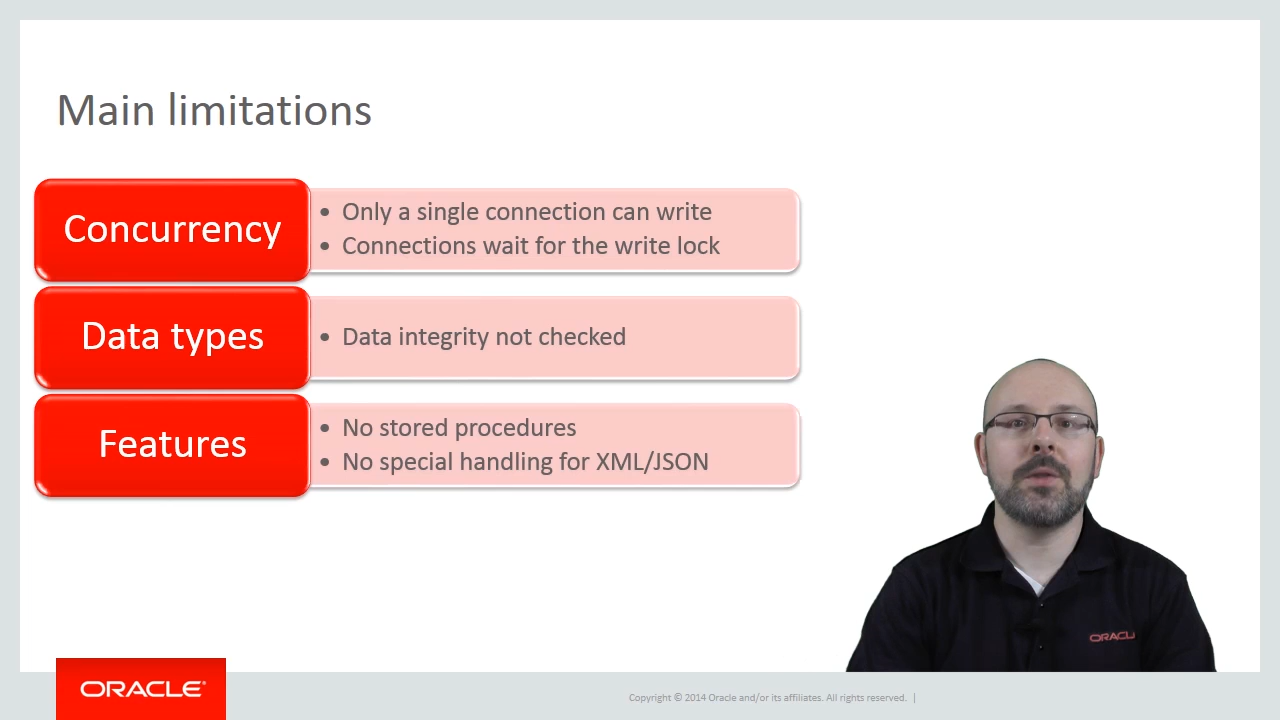 Main limitations
Concurrency
• Only a single connection can write
• Connections wait for the write lock
Data types
• Data integrity not checked
Features
• No stored procedures
• No special handling for XML/JSON
ORACLE
ORACLE®
Copyright © 2014 Oracle and/or its affiliates. All rights reserved. |